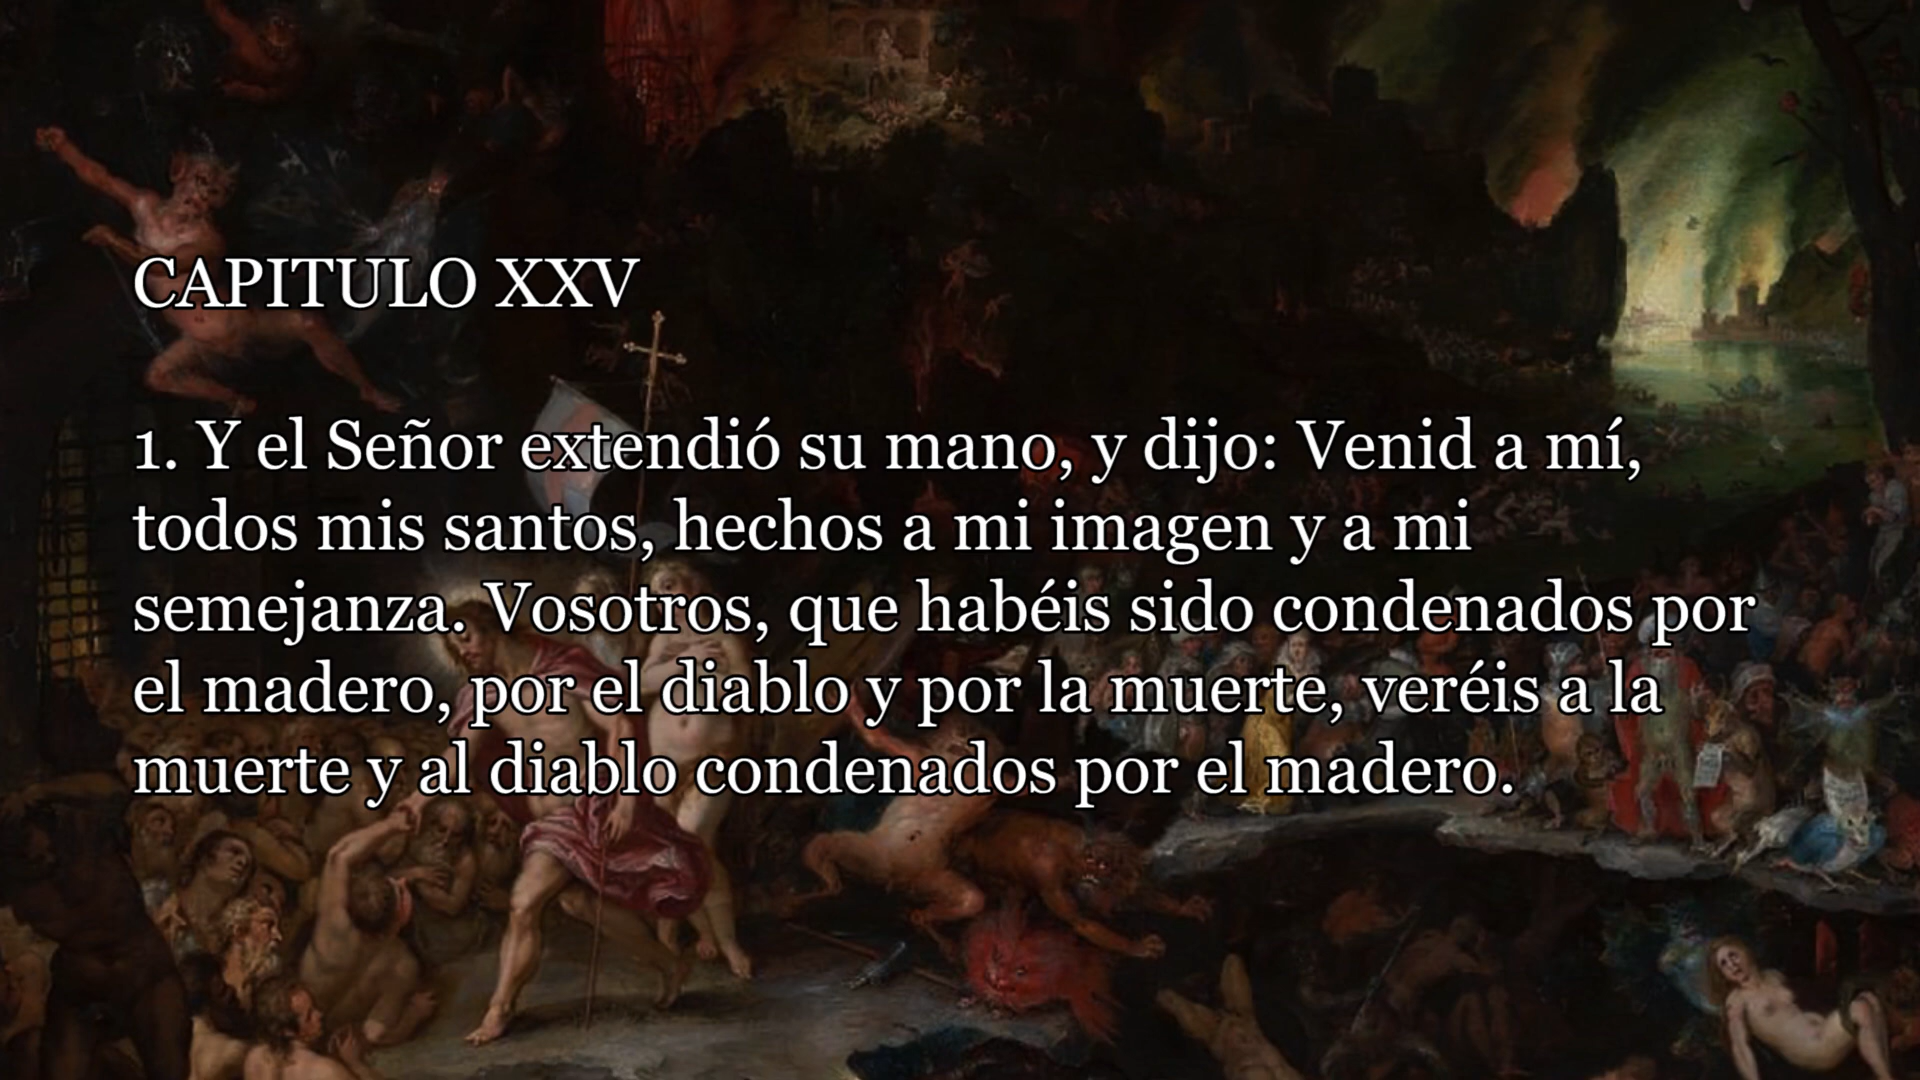 CAPITULO XXV
1. Y el Señor extendió su mano, y dijo: Venid a mí,
todos mis santos, hechos a mi imagen y a mi
semejanza. Vosotros, que habéis sido condenados por
el madero, por el diablo y por la muerte, veréis a la
muerte y al diablo condenados por el madero.